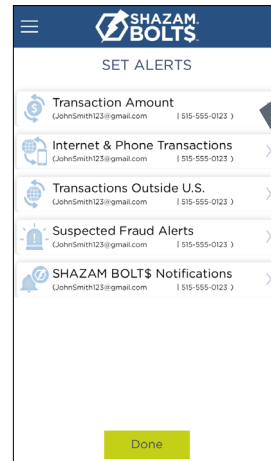 SHAZAM.
BOLT$.
SET ALERTS
Transaction Amount
(JohnSmith123@gmail.com | 515-555-0123 )
Internet & Phone Transactions
(JohnSmith123@gmail.com | 515-555-0123 )
Transactions Outside U.S.
(JohnSmith123@gmail.com | 515-555-0123 )
Suspected Fraud Alerts
(JohnSmith123@gmail.com | 515-555-0123 )
SHAZAM BOLT$ Notifications
(JohnSmith123@gmail.com | 515-555-0123 )
Done